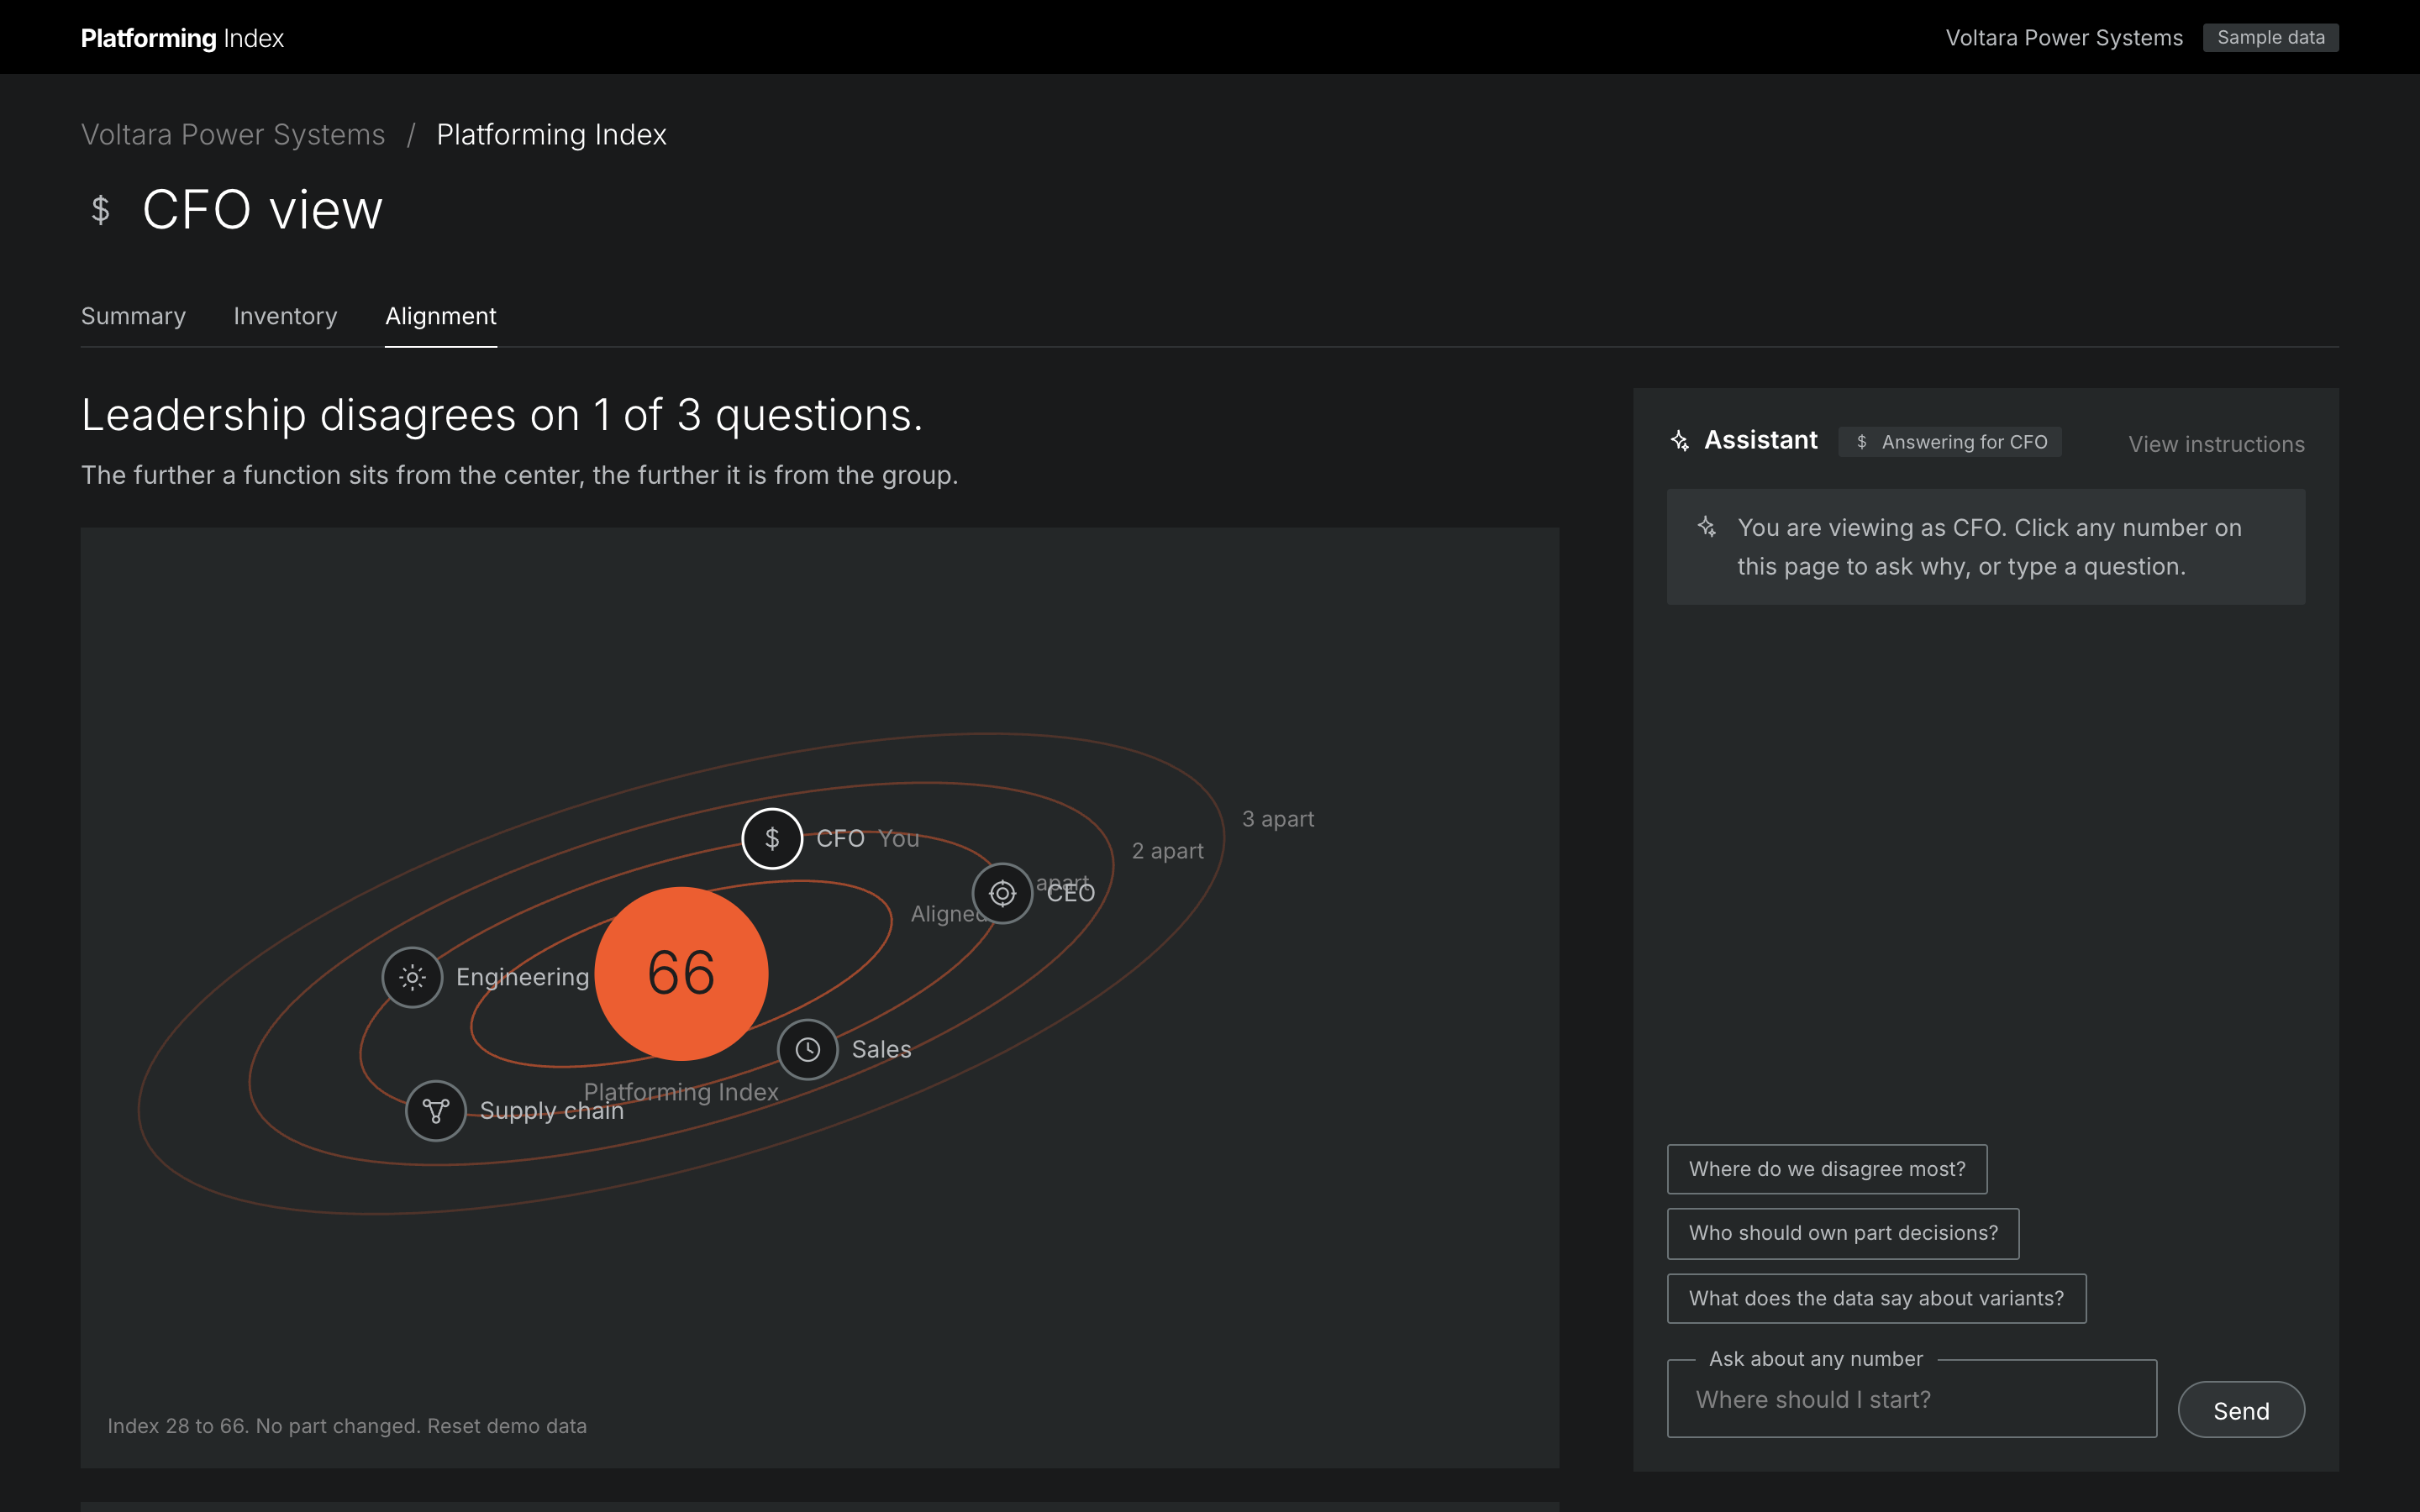 Platforming Index
Voltara Power Systems Sample data
Voltara Power Systems / Platforming Index
$ CFO view
Summary Inventory Alignment
Leadership disagrees on 1 of 3 questions.
The further a function sits from the center, the further it is from the group.
3 apart
$ CFO You
2 apart
apart
CEO
Aligned
Engineering
66
Sales
Platforming Index
Supply chain
Index 28 to 66. No part changed. Reset demo data
Assistant $ Answering for CFO View instructions
You are viewing as CFO. Click any number on
this page to ask why, or type a question.
Where do we disagree most?
Who should own part decisions?
What does the data say about variants?
Ask about any number
Where should I start?
Send